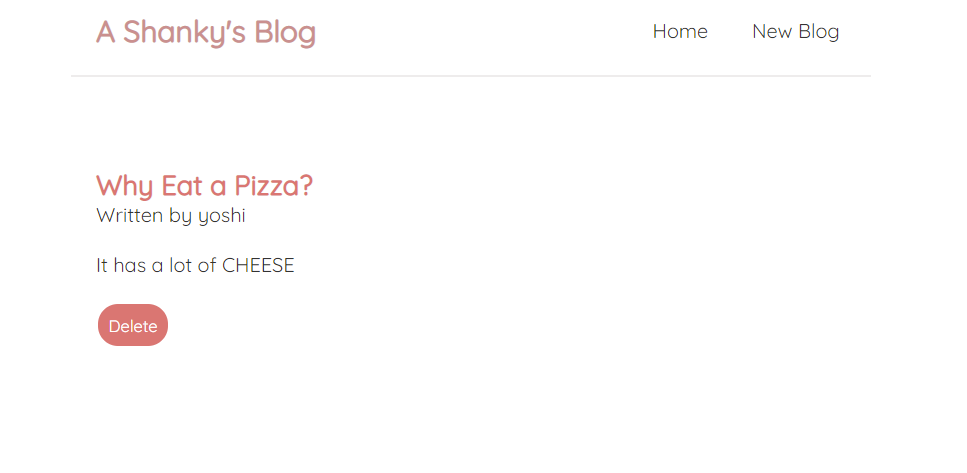 A Shanky's Blog
Home New Blog
Why Eat a Pizza?
Written by yoshi
It has a lot of CHEESE
Delete